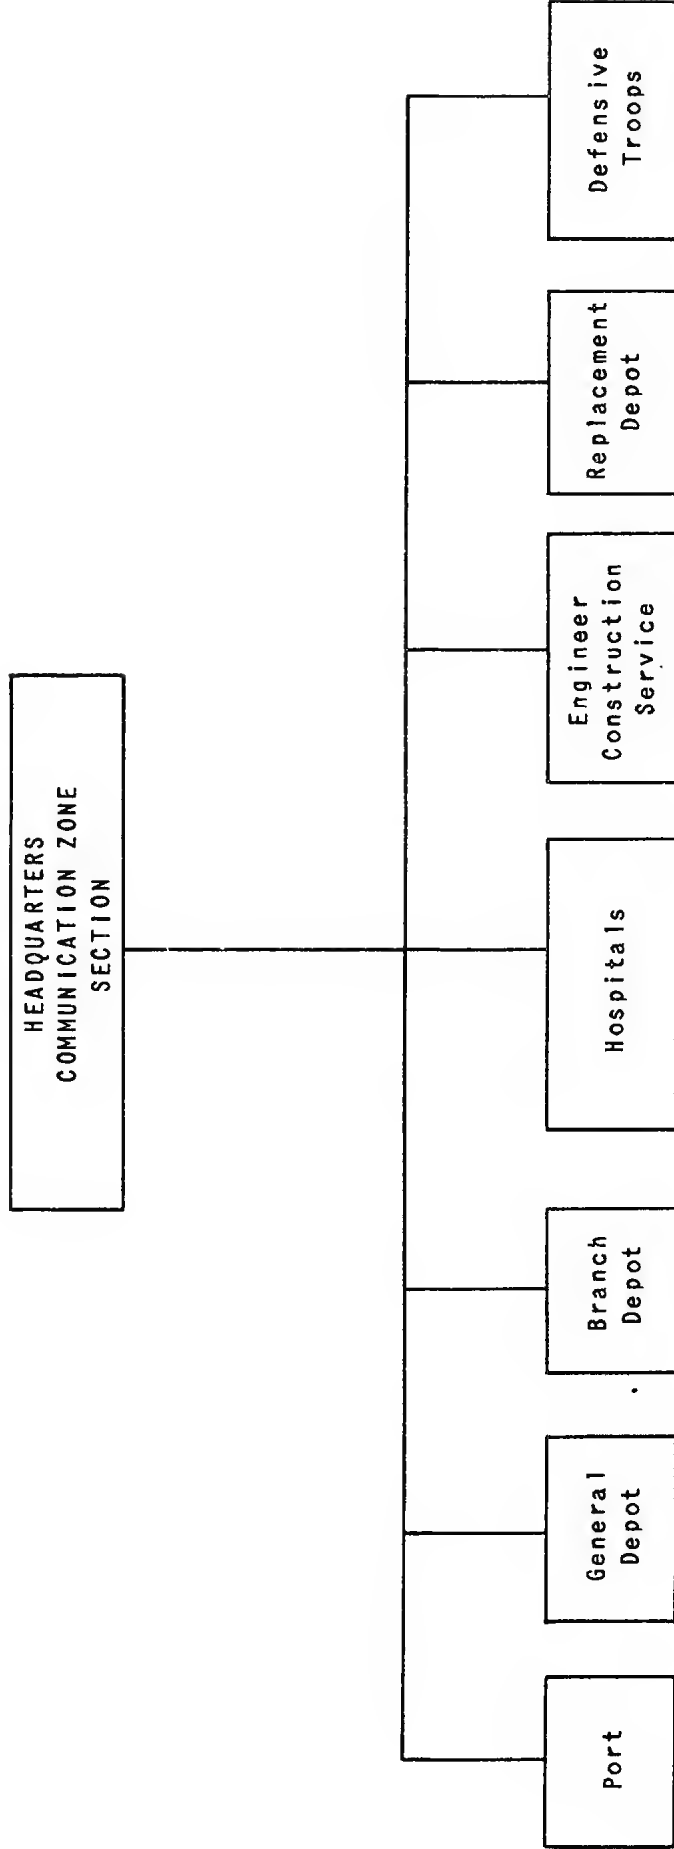 HEADQUARTERS
COMMUNICATION ZONE
SECTION
Port
General
Depot
Branch
Depot
Hospitals
Engineer
Construction
Service
Replacement
Depot
Defensive
Troops